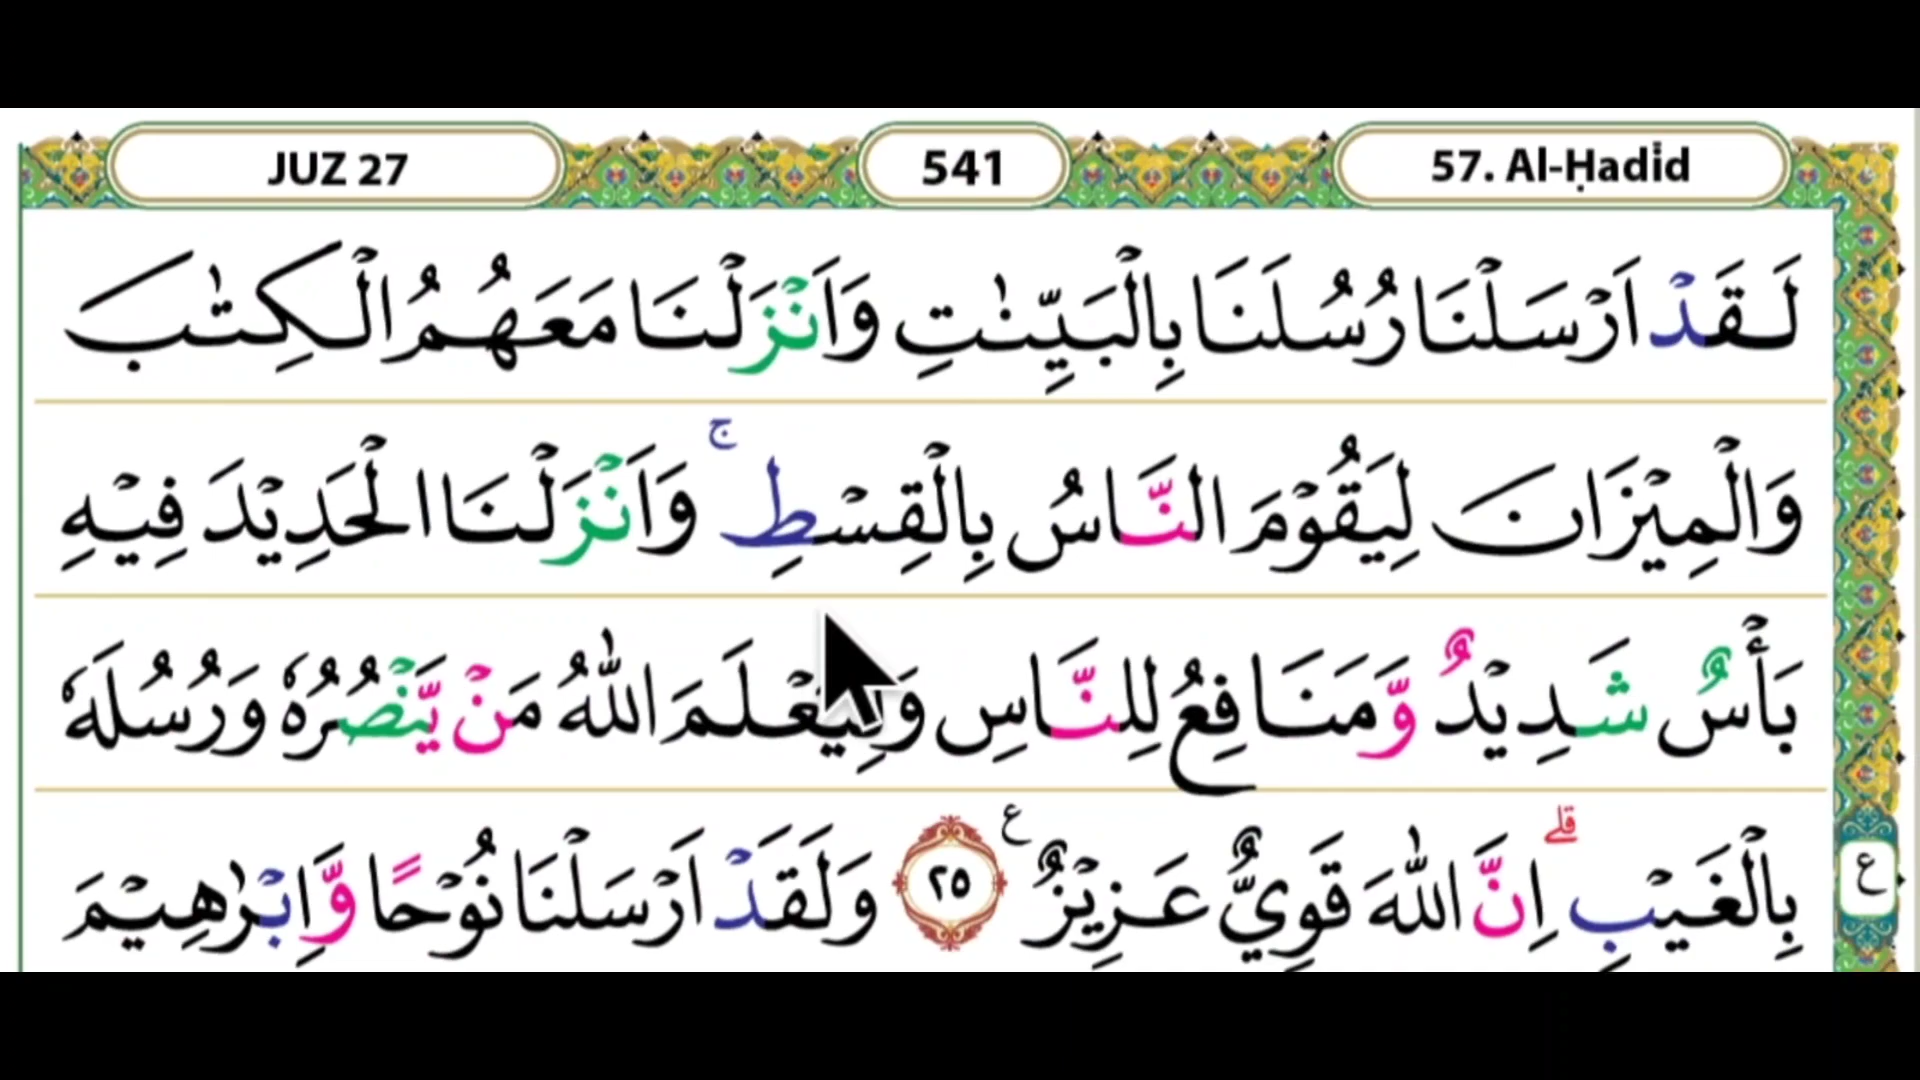 JUZ 27 541 57. Al-Ḥadīd
لَقَدْ اَرْسَلْنَا رُسُلَنَا بِالْبَيِّنٰتِ وَاَنْزَلْنَا مَعَهُمُ الْكِتٰبَ
وَالْمِيْزَانَ لِيَقُوْمَ النَّاسُ بِالْقِسْطِ ۚ وَاَنْزَلْنَا الْحَدِيْدَ فِيْهِ
بَأْسٌ شَدِيْدٌ وَّمَنَافِعُ لِلنَّاسِ وَلِيَعْلَمَ اللّٰهُ مَنْ يَّنْصُرُهٗ وَرُسُلَهٗ
بِالْغَيْبِ ۗ اِنَّ اللّٰهَ قَوِيٌّ عَزِيْزٌ ࣖ ٢٥ وَلَقَدْ اَرْسَلْنَا نُوْحًا وَّاِبْرٰهِيْمَ
ع